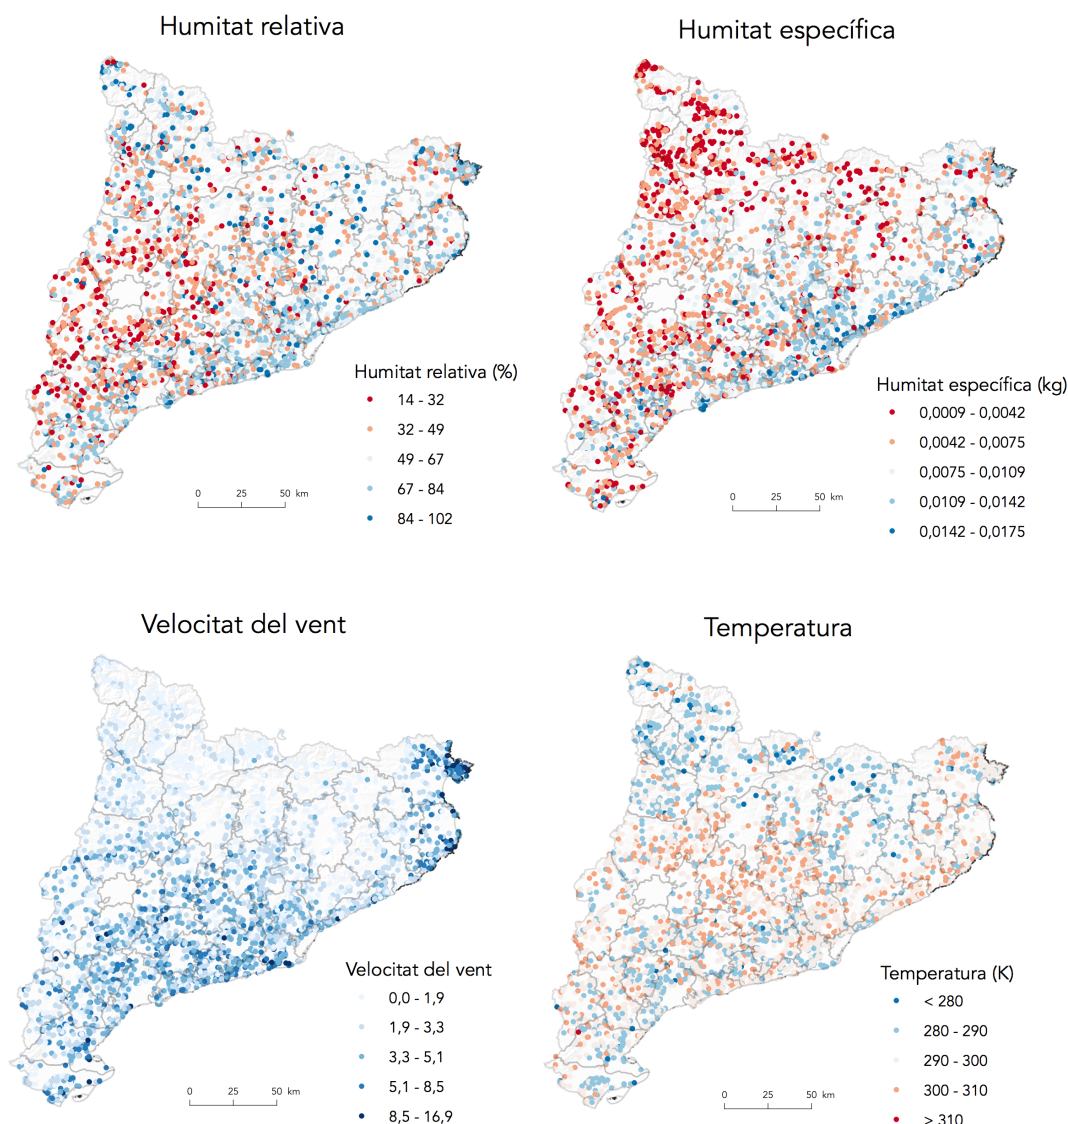 Humitat relativa
Humitat específica
Humitat relativa (%)
14 - 32
32 - 49
49 - 67
67 - 84
84 - 102
0 25 50 km
Humitat específica (kg)
0,0009 - 0,0042
0,0042 - 0,0075
0,0075 - 0,0109
0,0109 - 0,0142
0,0142 - 0,0175
0 25 50 km
Velocitat del vent
Temperatura
Velocitat del vent
0,0 - 1,9
1,9 - 3,3
3,3 - 5,1
5,1 - 8,5
8,5 - 16,9
0 25 50 km
Temperatura (K)
< 280
280 - 290
290 - 300
300 - 310
> 310
0 25 50 km